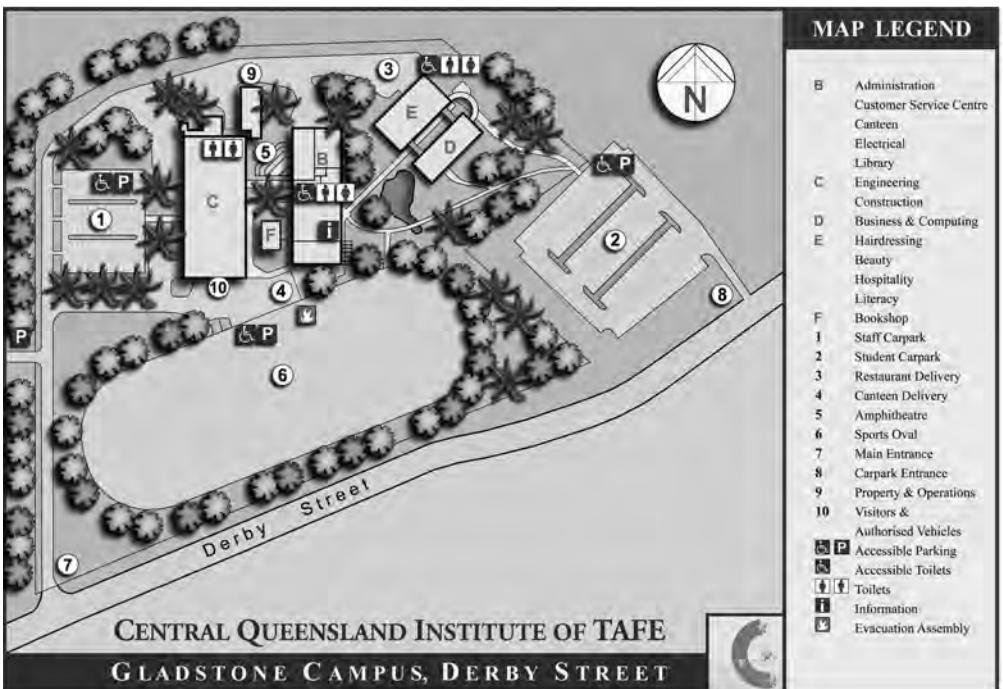 MAP LEGEND
B Administration
Customer Service Centre
Canteen
Electrical
Library
C Engineering
Construction
D Business & Computing
E Hairdressing
Beauty
Hospitality
Literacy
F Bookshop
1 Staff Carpark
2 Student Carpark
3 Restaurant Delivery
4 Canteen Delivery
5 Amphitheatre
6 Sports Oval
7 Main Entrance
8 Carpark Entrance
9 Property & Operations
10 Visitors &
Authorised Vehicles
P Accessible Parking
Accessible Toilets
Toilets
i Information
Evacuation Assembly
3
9
N
E
D
B
5
P
P
C
1
F
i
2
10
4
8
P
P
6
7
Derby Street
CENTRAL QUEENSLAND INSTITUTE OF TAFE
GLADSTONE CAMPUS, DERBY STREET